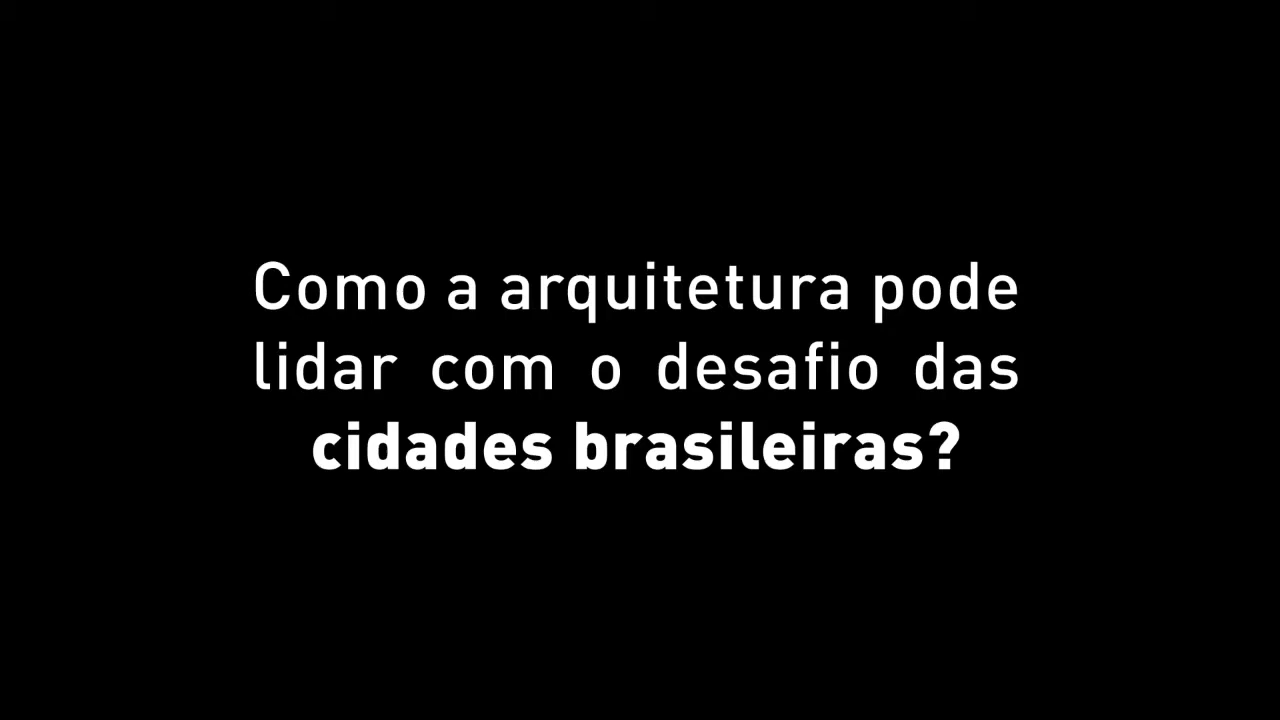 Como a arquitetura pode
lidar com o desafio das
cidades brasileiras?